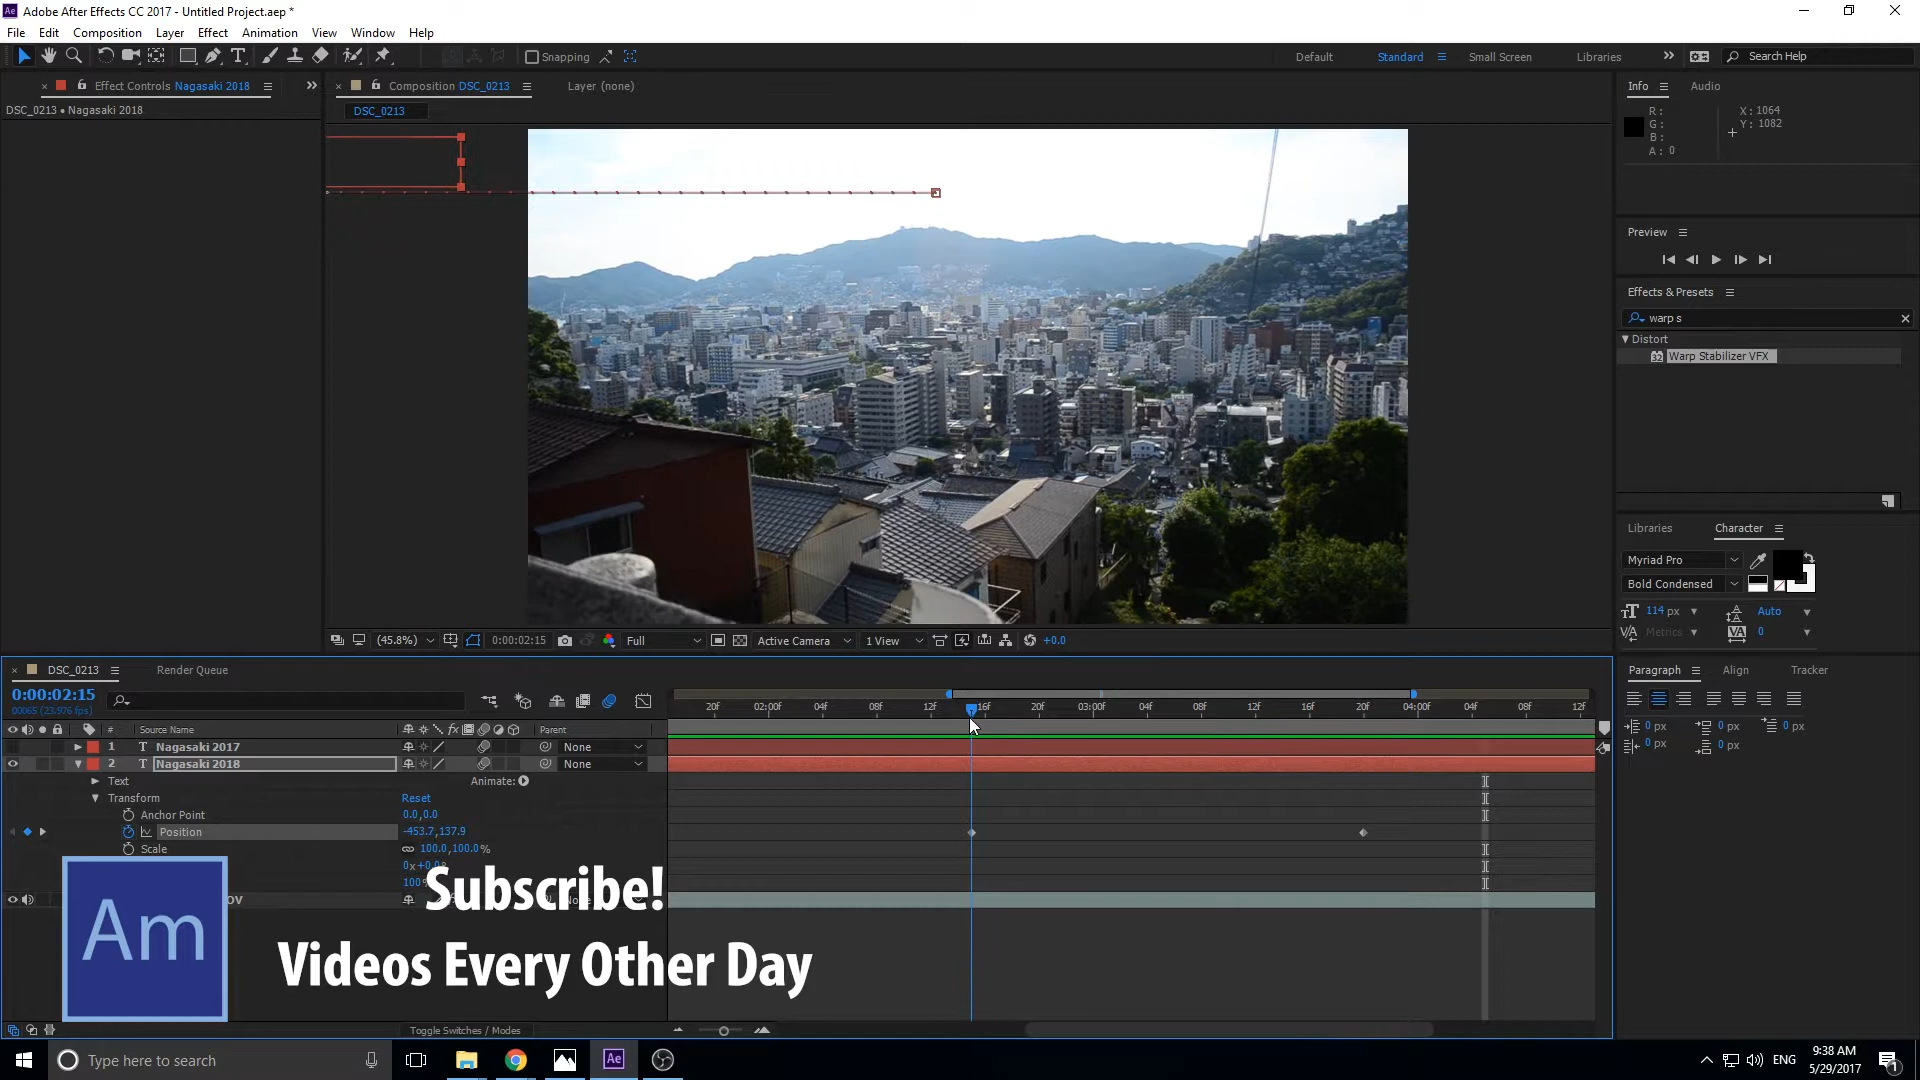 Adobe After Effects CC 2017 - Untitled Project.aep *
File Edit Composition Layer Effect Animation View Window Help
Snapping
Default Standard Small Screen Libraries Search Help
Effect Controls Nagasaki 2018
Composition DSC_0213
Layer (none)
Info Audio
DSC_0213 • Nagasaki 2018
DSC_0213
R:
G:
B:
A: 0
X: 1064
Y: 1082
Preview
Effects & Presets
warp s
Distort
Warp Stabilizer VFX
Libraries Character
Myriad Pro
Bold Condensed
114 px Auto
Metrics 0
(45.8%) 0:00:02:15 Full Active Camera 1 View +0.0
DSC_0213 Render Queue
Paragraph Align Tracker
0:00:02:15
00065 (23.976 fps)
20f 02:00f 04f 08f 12f 16f 20f 03:00f 04f 08f 12f 16f 20f 04:00f 04f 08f 12f
0 px 0 px 0 px
0 px 0 px
# Source Name Parent
1 T Nagasaki 2017 None
2 T Nagasaki 2018 None
Text Animate:
Transform Reset
Anchor Point 0.0,0.0
Position -453.7,137.9
Scale 100.0,100.0%
0x+0.0°
100
OV
Subscribe!
Am
Videos Every Other Day
Toggle Switches / Modes
Type here to search
Ae
ENG
9:38 AM
5/29/2017
1